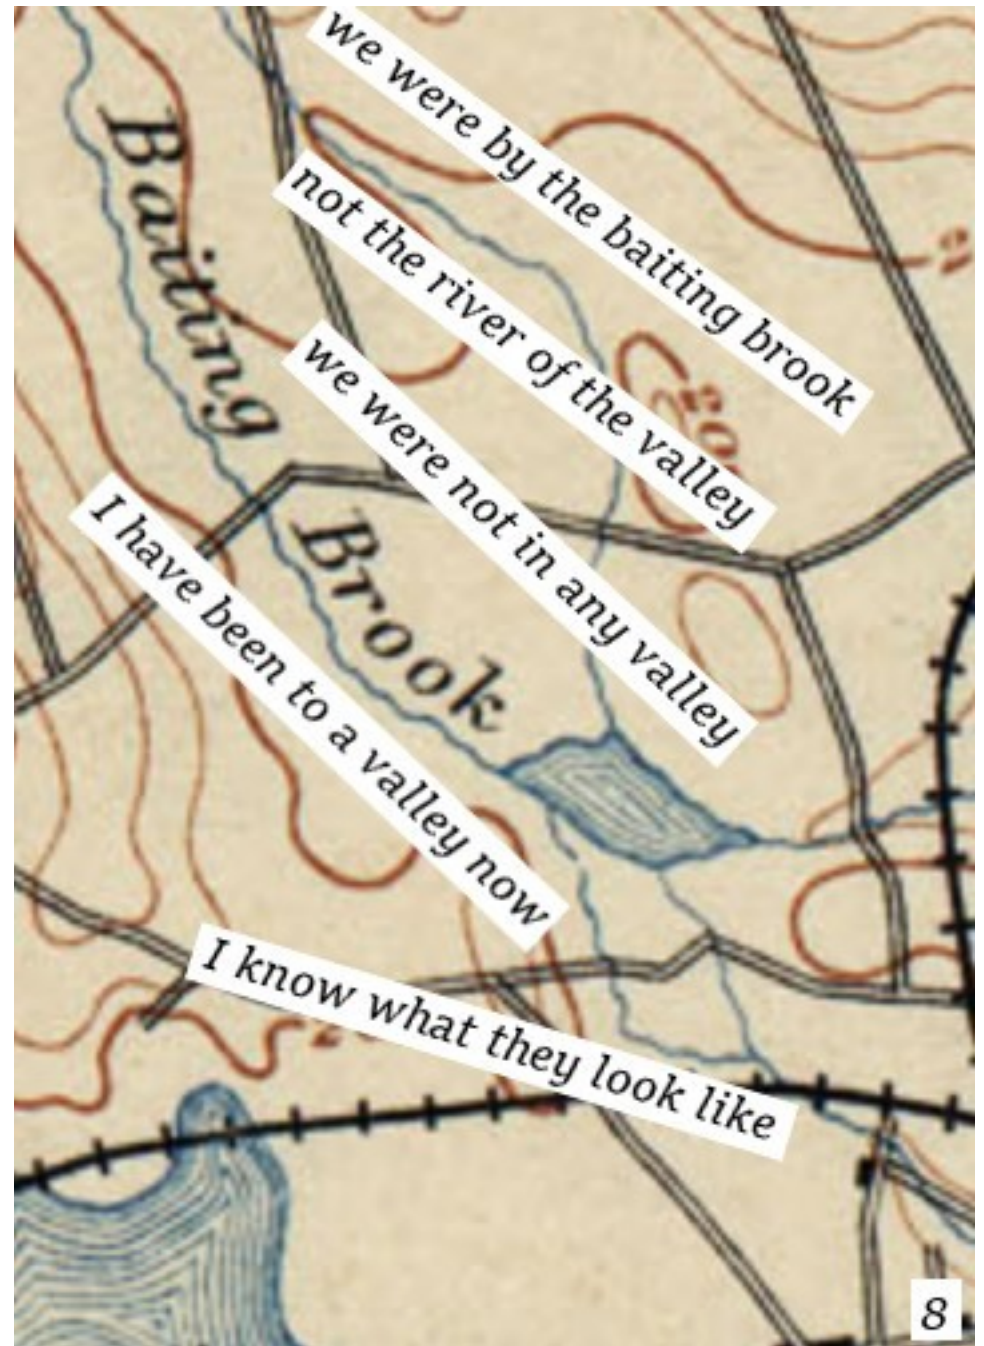 we were by the baiting brook
not the river of the valley
we were not in any valley
I have been to a valley now
I know what they look like
Baiting
Brook
20
8